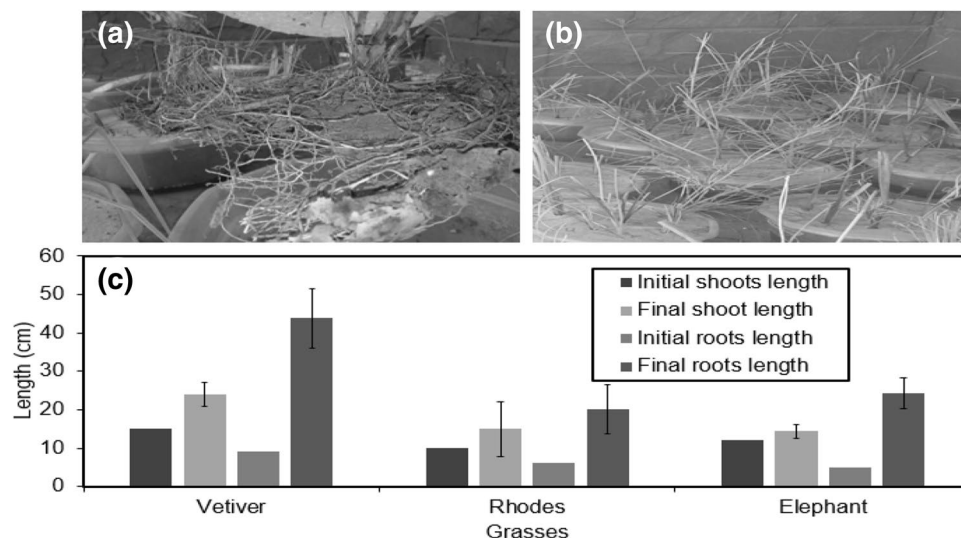 (a)
(b)
(c)
Length (cm)
60
50
40
30
20
10
0
Initial shoots length
Final shoot length
Initial roots length
Final roots length
Vetiver
Rhodes
Elephant
Grasses